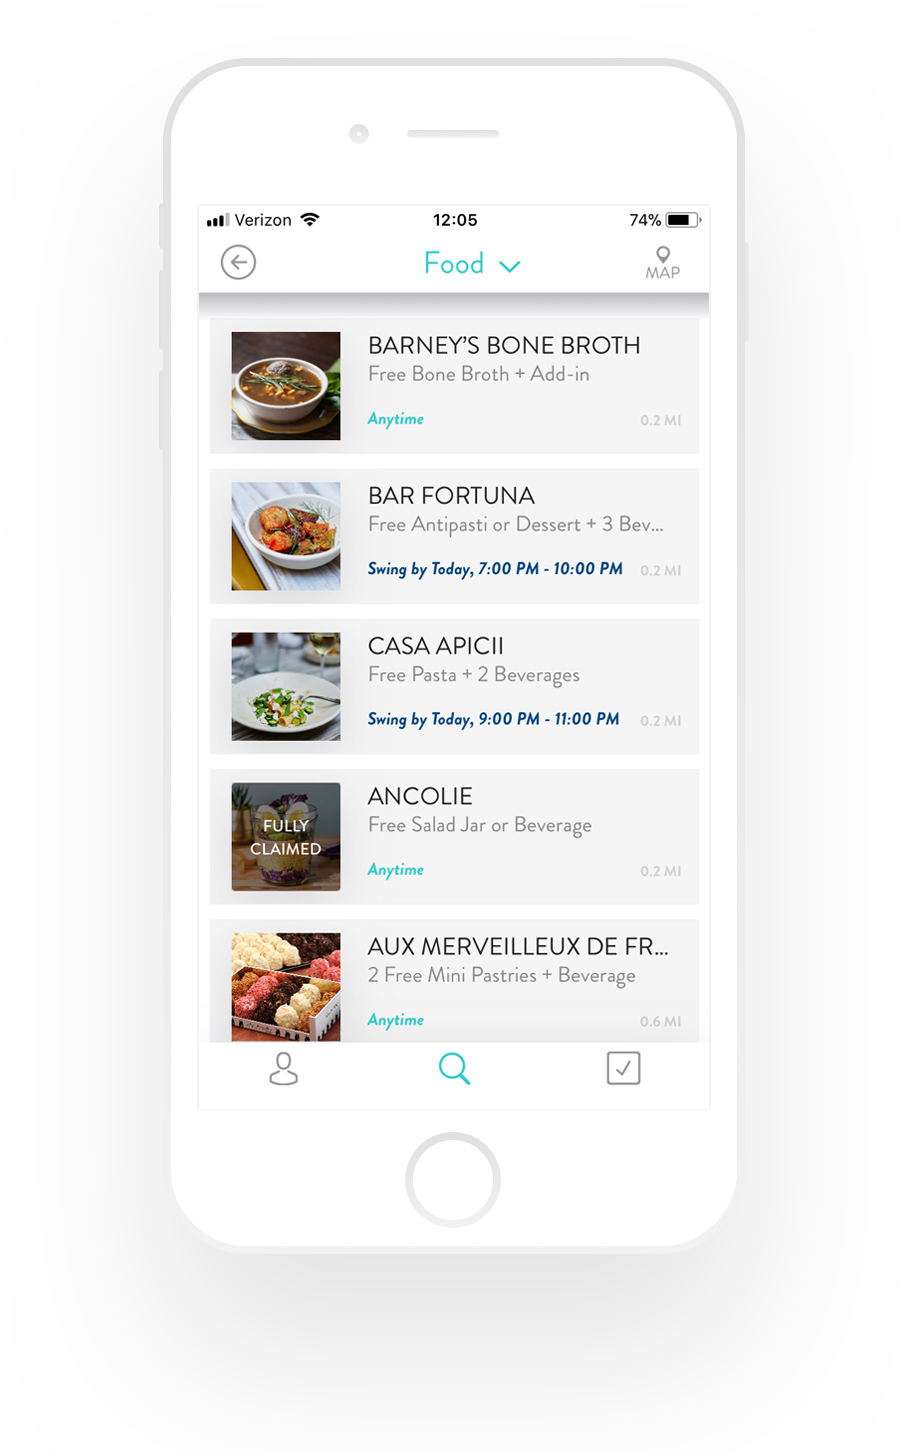 Verizon 12:05 74%
Food
MAP
BARNEY'S BONE BROTH
Free Bone Broth + Add-in
Anytime 0.2 MI
BAR FORTUNA
Free Antipasti or Dessert + 3 Bev...
Swing by Today, 7:00 PM - 10:00 PM 0.2 MI
CASA APICII
Free Pasta + 2 Beverages
Swing by Today, 9:00 PM - 11:00 PM 0.2 MI
FULLY
CLAIMED
ANCOLIE
Free Salad Jar or Beverage
Anytime 0.2 MI
AUX MERVEILLEUX DE FR...
2 Free Mini Pastries + Beverage
Anytime 0.6 MI